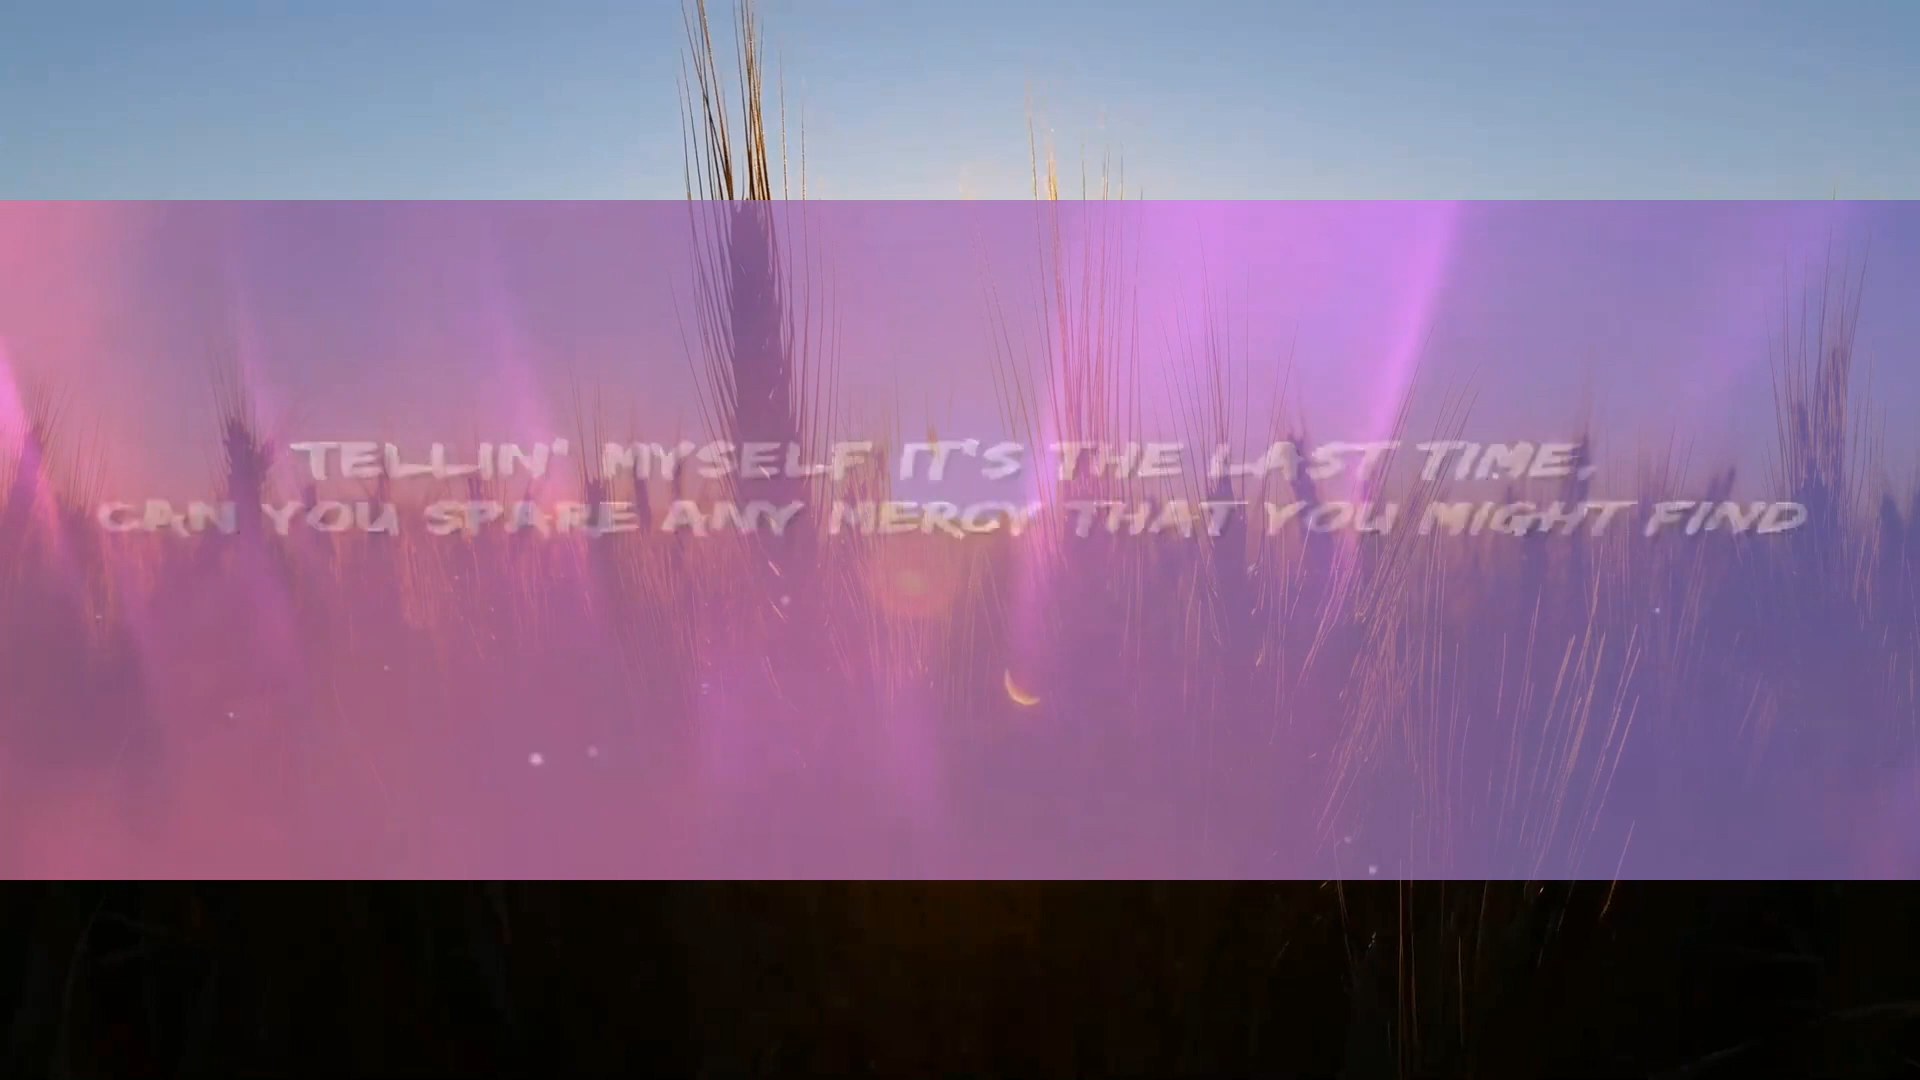 TELLIN' MYSELF IT'S THE LAST TIME,
CAN YOU SPARE ANY MERCY THAT YOU MIGHT FIND